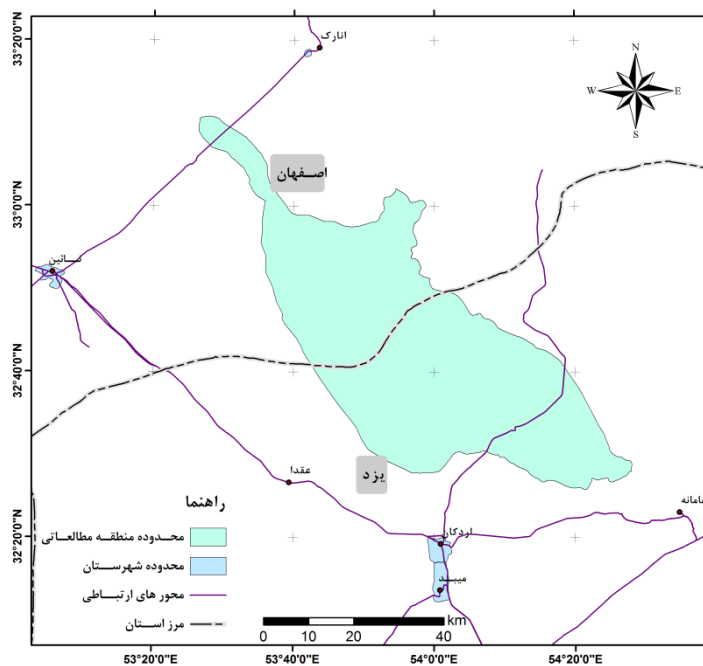 انارک
N
W E
S
اصفهان
نائین
عقدا
یزد
راهنما
محدوده منطقه مطالعاتی
محدوده شهرستان
محور های ارتباطی
مرز استان
اردکان
میبد
33°20'0"N
33°0'0"N
32°40'0"N
32°20'0"N
0 10 20 40
km
53°20'0"E
53°40'0"E
54°0'0"E
54°20'0"E